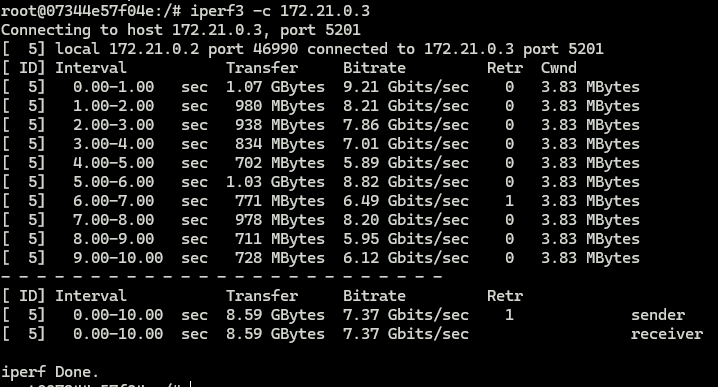 root@07344e57f04e:/# iperf3 -c 172.21.0.3
Connecting to host 172.21.0.3, port 5201
[  5] local 172.21.0.2 port 46990 connected to 172.21.0.3 port 5201
[ ID] Interval           Transfer     Bitrate         Retr  Cwnd
[  5]   0.00-1.00   sec  1.07 GBytes  9.21 Gbits/sec    0   3.83 MBytes
[  5]   1.00-2.00   sec   980 MBytes  8.21 Gbits/sec    0   3.83 MBytes
[  5]   2.00-3.00   sec   938 MBytes  7.86 Gbits/sec    0   3.83 MBytes
[  5]   3.00-4.00   sec   834 MBytes  7.01 Gbits/sec    0   3.83 MBytes
[  5]   4.00-5.00   sec   702 MBytes  5.89 Gbits/sec    0   3.83 MBytes
[  5]   5.00-6.00   sec  1.03 GBytes  8.82 Gbits/sec    0   3.83 MBytes
[  5]   6.00-7.00   sec   771 MBytes  6.49 Gbits/sec    1   3.83 MBytes
[  5]   7.00-8.00   sec   978 MBytes  8.20 Gbits/sec    0   3.83 MBytes
[  5]   8.00-9.00   sec   711 MBytes  5.95 Gbits/sec    0   3.83 MBytes
[  5]   9.00-10.00  sec   728 MBytes  6.12 Gbits/sec    0   3.83 MBytes
- - - - - - - - - - - - - - - - - - - - - - - - -
[ ID] Interval           Transfer     Bitrate         Retr
[  5]   0.00-10.00  sec  8.59 GBytes  7.37 Gbits/sec    1             sender
[  5]   0.00-10.00  sec  8.59 GBytes  7.37 Gbits/sec                  receiver

iperf Done.